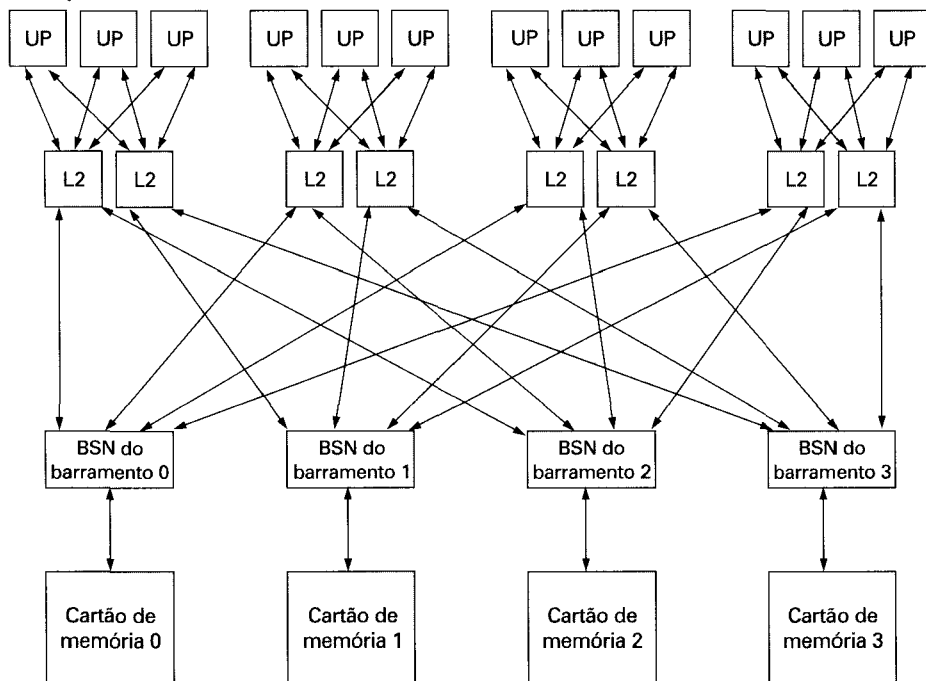 UP UP UP UP UP UP UP UP UP UP UP UP
L2 L2 L2 L2 L2 L2 L2 L2
BSN do barramento 0
BSN do barramento 1
BSN do barramento 2
BSN do barramento 3
Cartão de memória 0
Cartão de memória 1
Cartão de memória 2
Cartão de memória 3